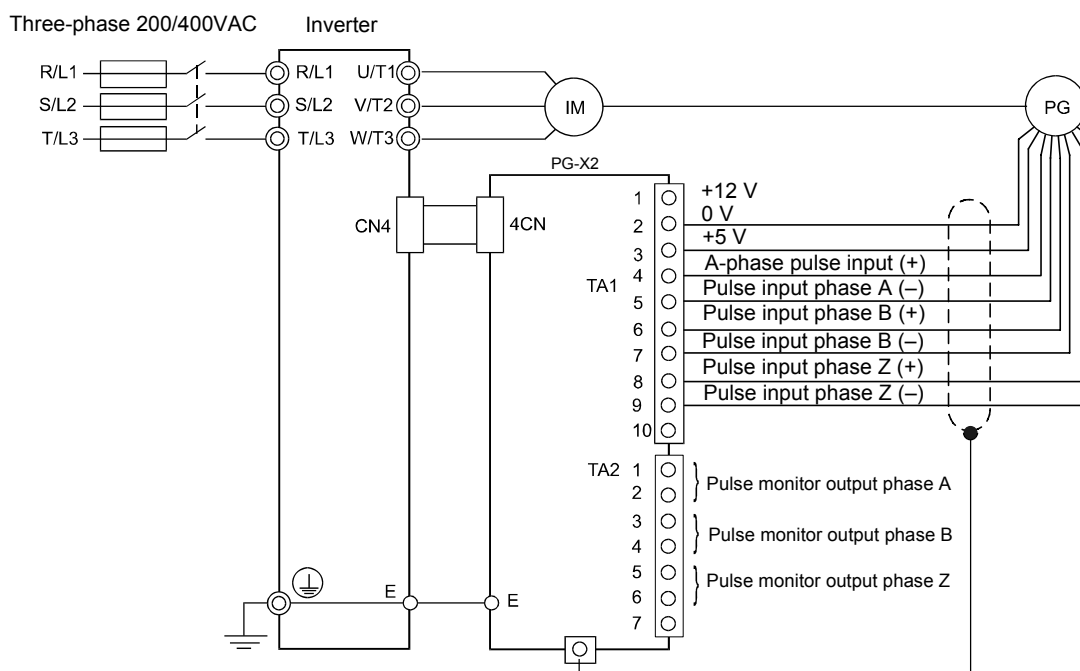 Three-phase 200/400VAC Inverter
R/L1 R/L1 U/T1
S/L2 S/L2 V/T2 IM PG
T/L3 T/L3 W/T3
PG-X2
CN4 4CN
TA1
1 +12 V
2 0 V
3 +5 V
4 A-phase pulse input (+)
5 Pulse input phase A (–)
6 Pulse input phase B (+)
7 Pulse input phase B (–)
8 Pulse input phase Z (+)
9 Pulse input phase Z (–)
10
TA2 1
2 Pulse monitor output phase A
3
4 Pulse monitor output phase B
5
6 Pulse monitor output phase Z
7
E E